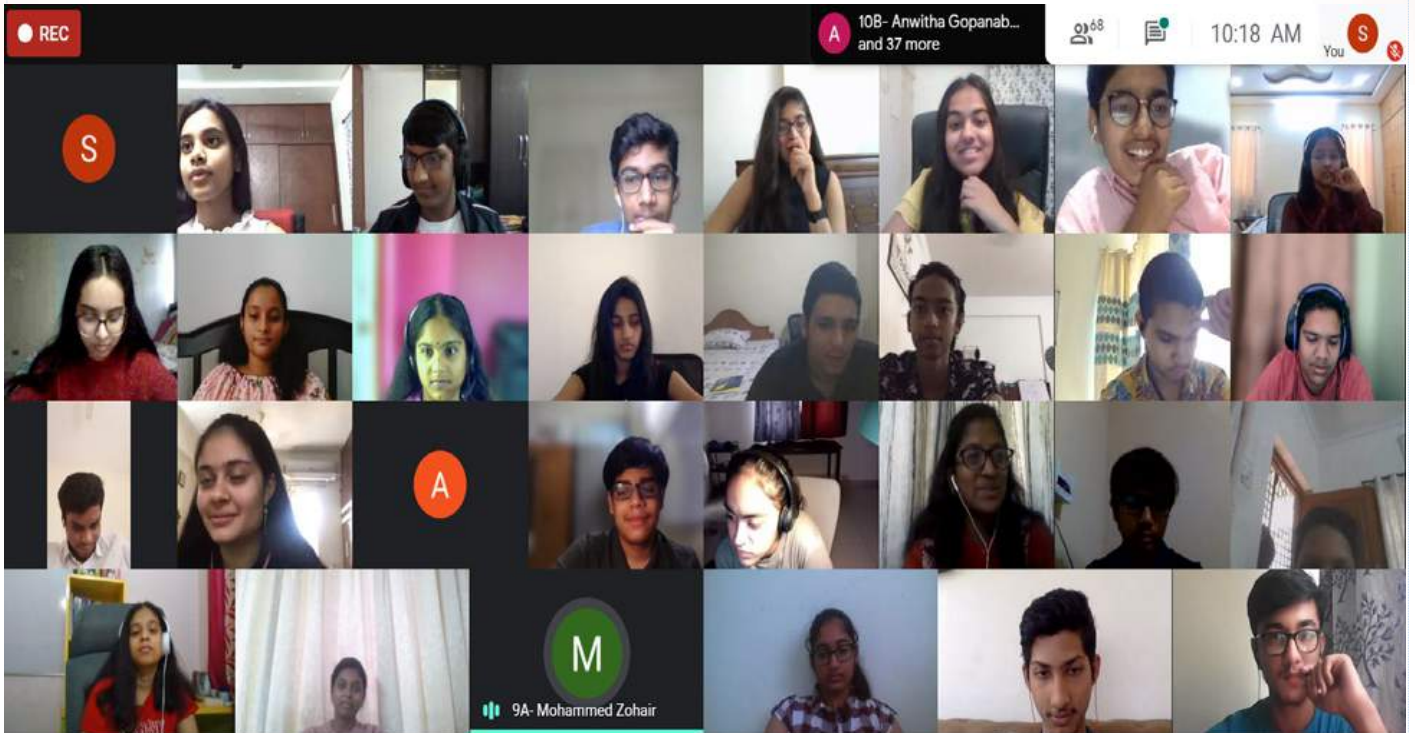 REC
A
10B- Anwitha Gopanab...
and 37 more
68
10:18 AM
You
S
S
A
M
9A- Mohammed Zohair